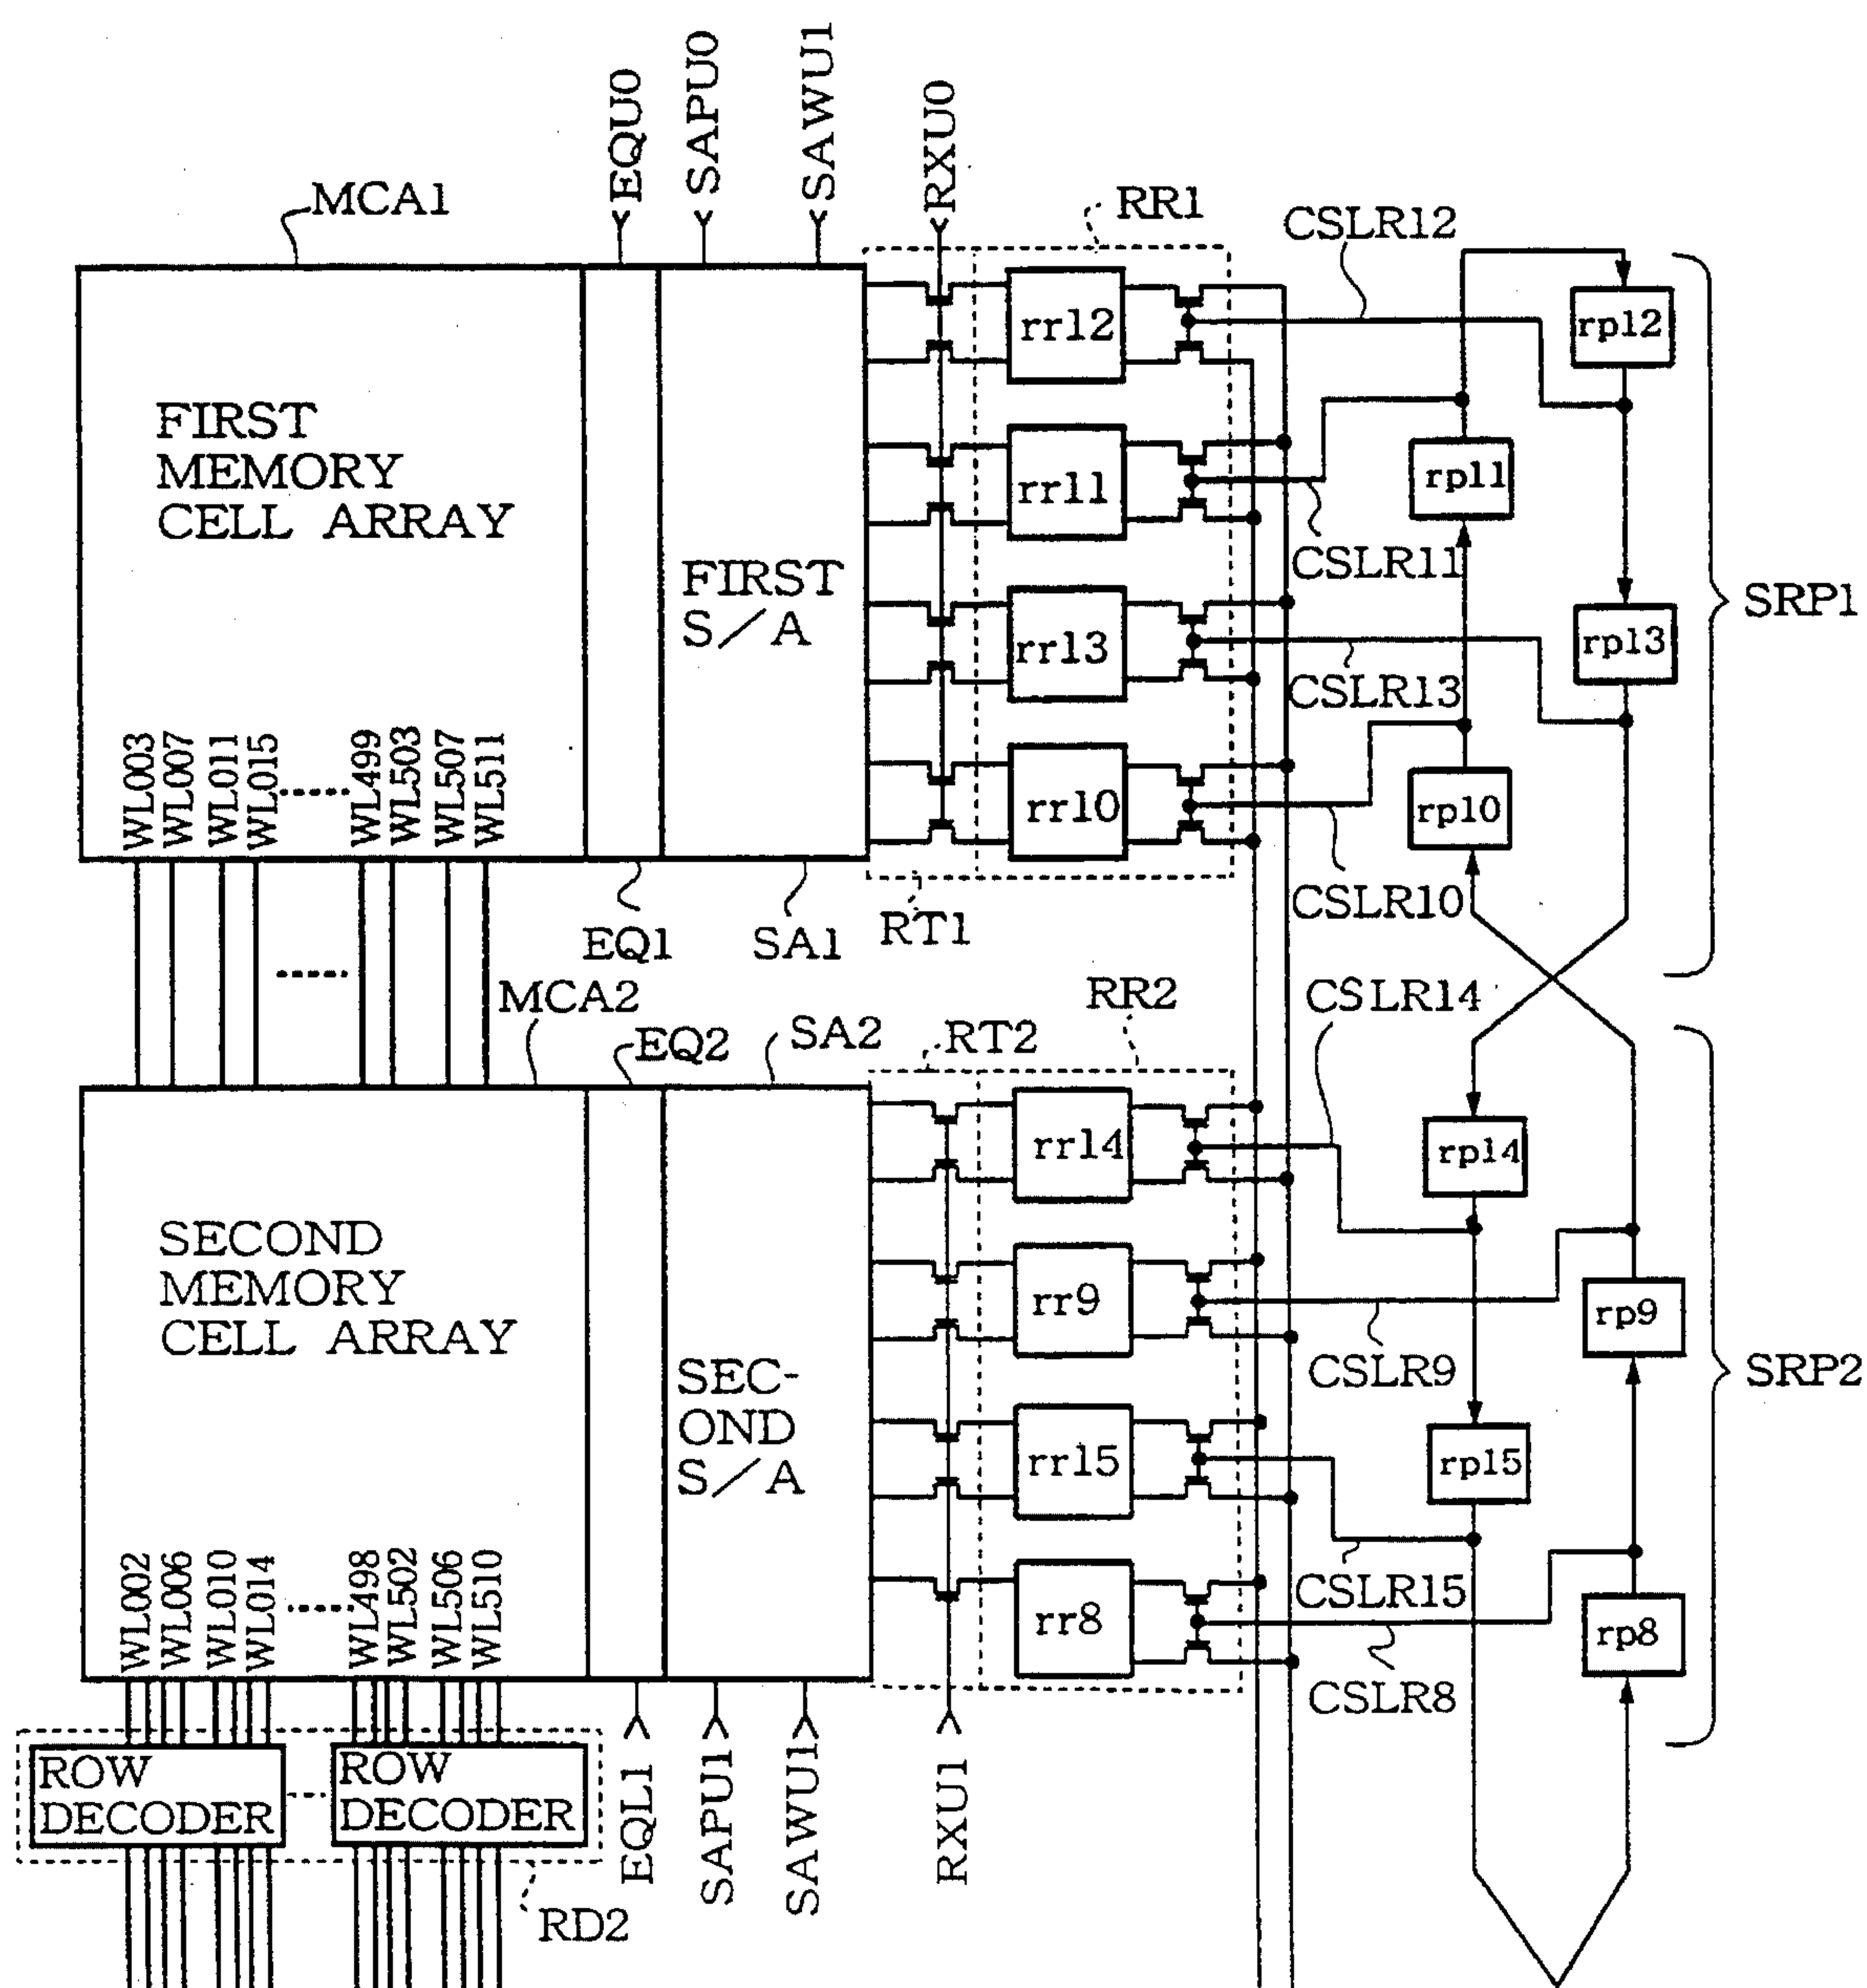 EQU0
SAPU0
SAWU1
RXU0
MCA1
RR1
CSLR12
rr12
rp12
FIRST
MEMORY
CELL ARRAY
rr11
rp11
CSLR11
FIRST
S/A
SRP1
rr13
rp13
CSLR13
WL003
WL007
WL011
WL015
WL499
WL503
WL507
WL511
rr10
rp10
CSLR10
EQ1
SA1
RT1
MCA2
EQ2
SA2
RT2
RR2
CSLR14
rr14
rp14
SECOND
MEMORY
CELL ARRAY
rr9
rp9
CSLR9
SRP2
SEC-
OND
S/A
rr15
rp15
CSLR15
WL002
WL006
WL010
WL014
WL498
WL502
WL506
WL510
rr8
rp8
CSLR8
ROW
DECODER
ROW
DECODER
EQL1
SAPU1
SAWU1
RXU1
RD2